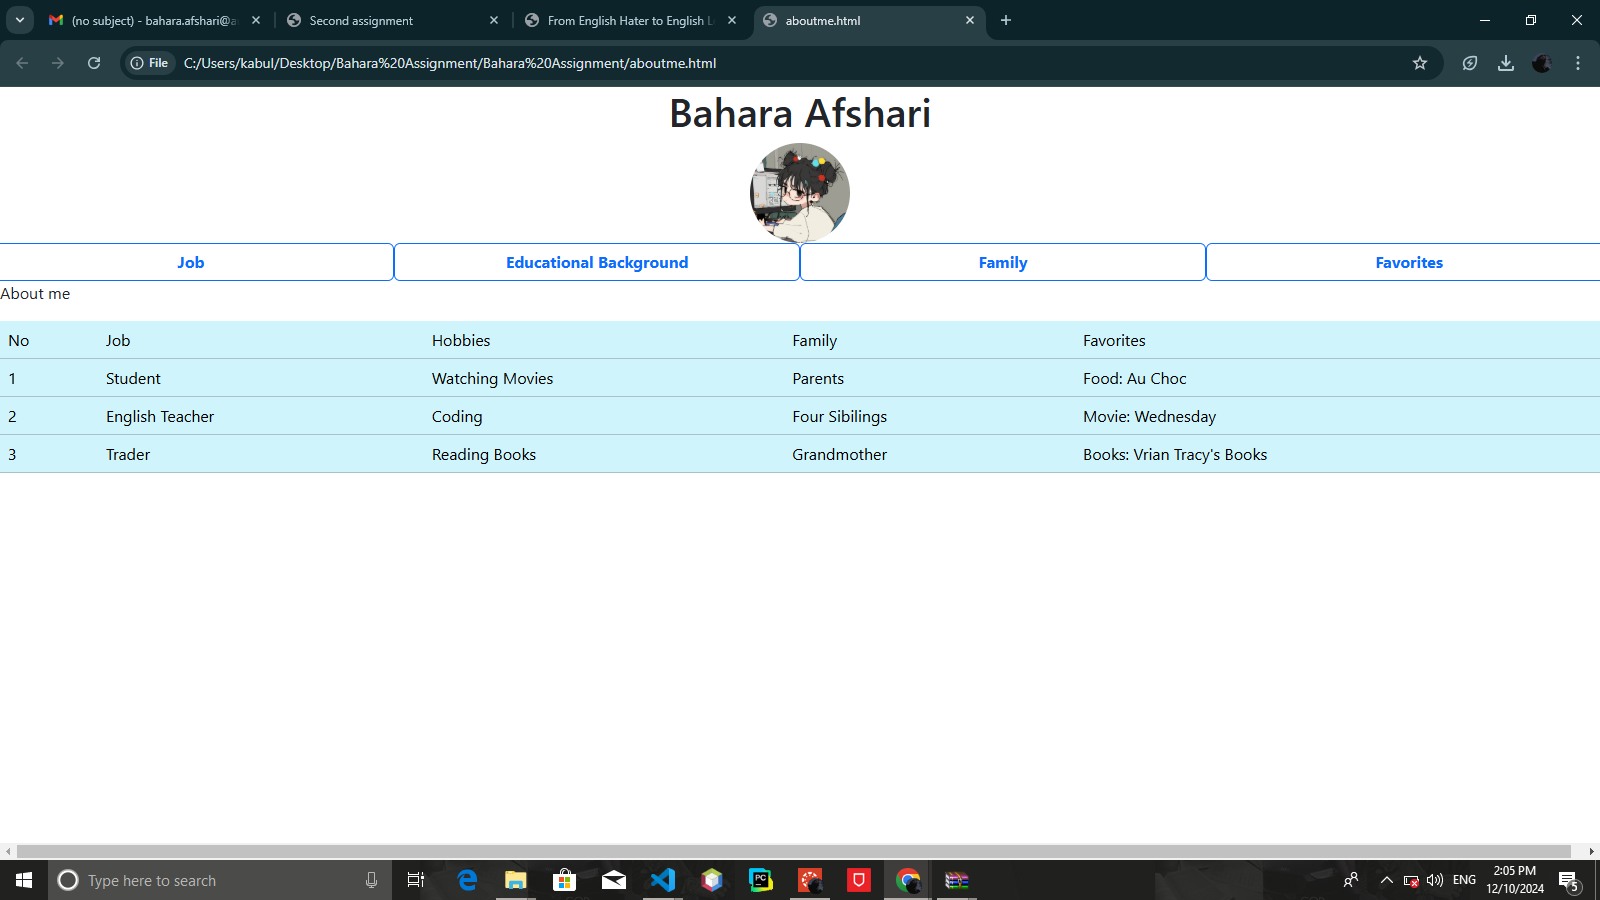 (no subject) - bahara.afshari@a
Second assignment
From English Hater to English L
aboutme.html
File
C:/Users/kabul/Desktop/Bahara%20Assignment/Bahara%20Assignment/aboutme.html
Bahara Afshari
Job Educational Background Family Favorites
About me
No Job Hobbies Family Favorites
1 Student Watching Movies Parents Food: Au Choc
2 English Teacher Coding Four Sibilings Movie: Wednesday
3 Trader Reading Books Grandmother Books: Vrian Tracy's Books
Type here to search
PC
ENG
2:05 PM
12/10/2024
5